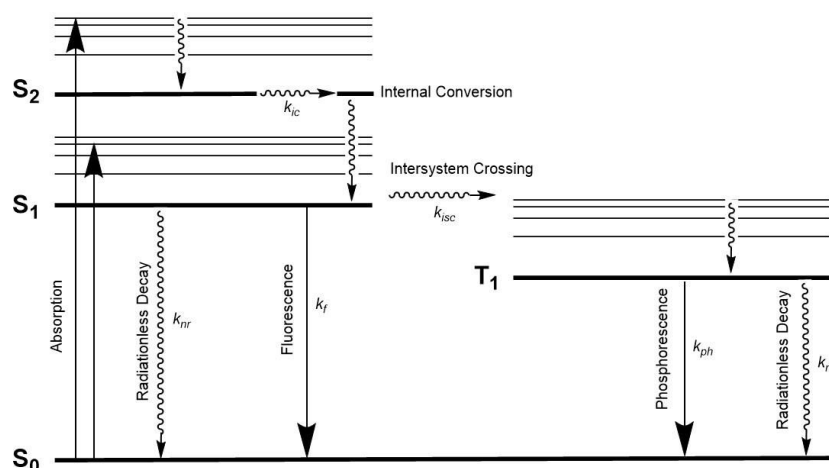 S2
kic
Internal Conversion
Intersystem Crossing
kisc
S1
T1
Absorption
Radiationless Decay
knr
Fluorescence
kf
Phosphorescence
kph
Radiationless Decay
S0